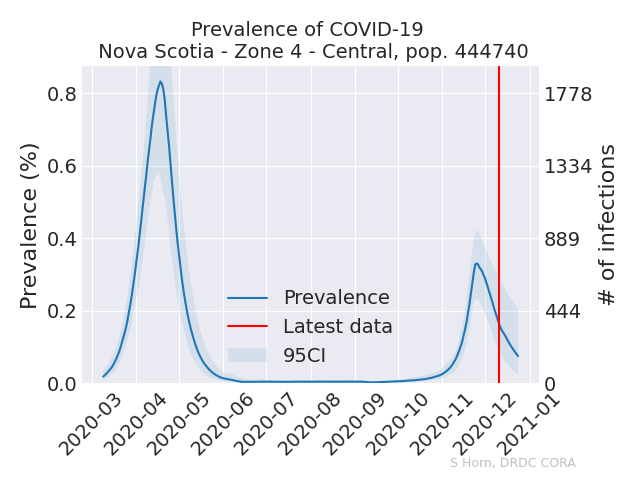 Prevalence of COVID-19
Nova Scotia - Zone 4 - Central, pop. 444740
Prevalence (%)
0.8
0.6
0.4
0.2
0.0
1778
1334
889
444
0
# of infections
Prevalence
Latest data
95CI
2020-03
2020-04
2020-05
2020-06
2020-07
2020-08
2020-09
2020-10
2020-11
2020-12
2021-01
S Horn, DRDC CORA